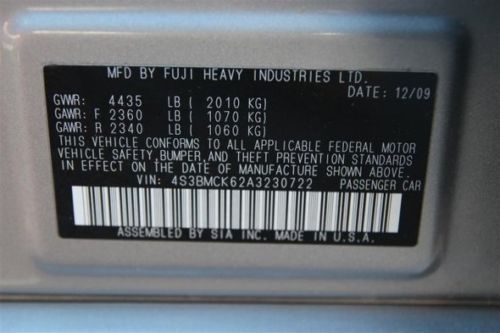 MFD BY FUJI HEAVY INDUSTRIES LTD.
DATE: 12/09
GVWR: 4435 LB ( 2010 KG)
GAWR: F 2360 LB ( 1070 KG)
GAWR: R 2340 LB ( 1060 KG)
THIS VEHICLE CONFORMS TO ALL APPLICABLE FEDERAL MOTOR
VEHICLE SAFETY, BUMPER, AND THEFT PREVENTION STANDARDS
IN EFFECT ON THE DATE OF MANUFACTURE SHOWN ABOVE.
VIN: 4S3BMCK62A3230722 PASSENGER CAR
ASSEMBLED BY SIA INC. MADE IN U.S.A.